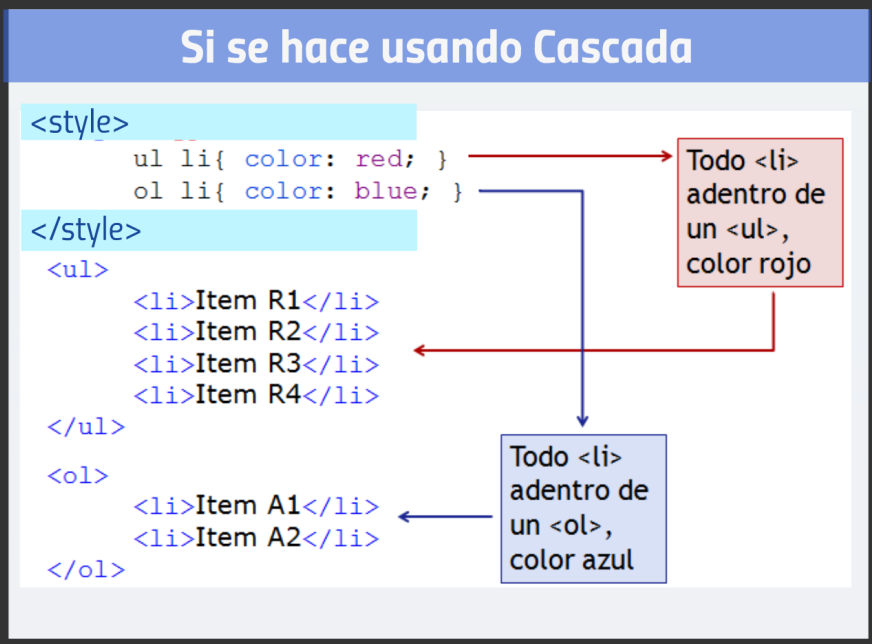 Si se hace usando Cascada
<style>
ul li{ color: red; }
ol li{ color: blue; }
</style>
Todo <li>
adentro de
un <ul>,
color rojo
<ul>
<li>Item R1</li>
<li>Item R2</li>
<li>Item R3</li>
<li>Item R4</li>
</ul>
<ol>
<li>Item A1</li>
<li>Item A2</li>
</ol>
Todo <li>
adentro de
un <ol>,
color azul